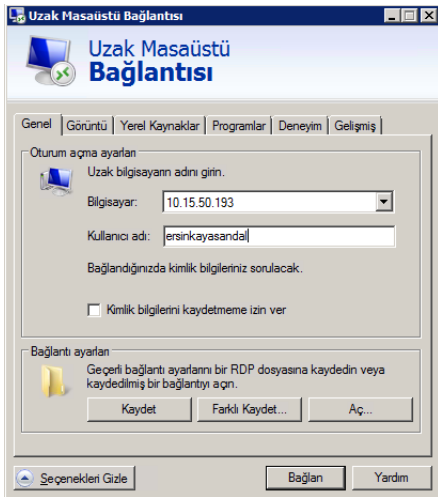 Uzak Masaüstü Bağlantısı
Uzak Masaüstü
Bağlantısı
Genel Görüntü Yerel Kaynaklar Programlar Deneyim Gelişmiş
Oturum açma ayarları
Uzak bilgisayarın adını girin.
Bilgisayar: 10.15.50.193
Kullanıcı adı: ersinkayasandal
Bağlandığınızda kimlik bilgileriniz sorulacak.
Kimlik bilgilerini kaydetmeme izin ver
Bağlantı ayarları
Geçerli bağlantı ayarlarını bir RDP dosyasına kaydedin veya
kaydedilmiş bir bağlantıyı açın.
Kaydet Farklı Kaydet... Aç...
Seçenekleri Gizle Bağlan Yardım